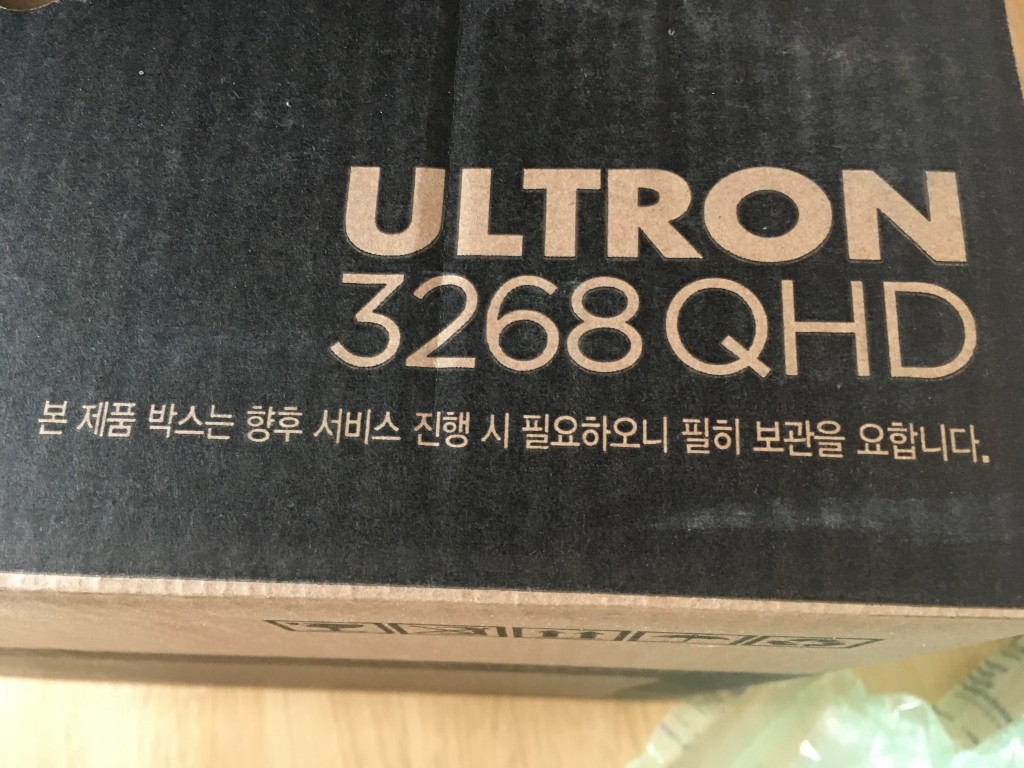 ULTRON
3268 QHD
본 제품 박스는 향후 서비스 진행 시 필요하오니 필히 보관을 요합니다.